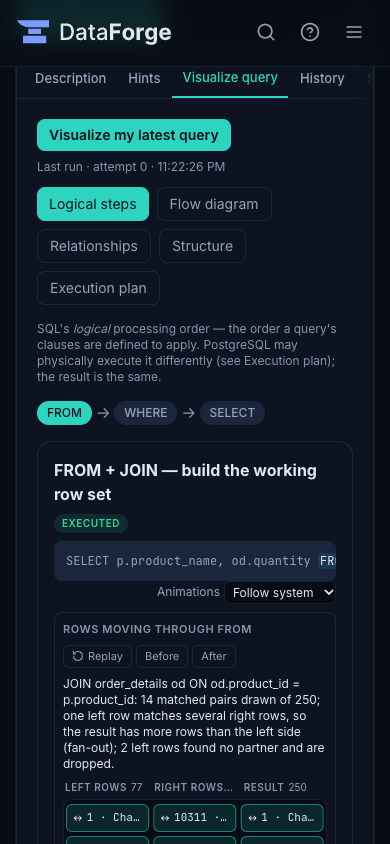 DataForge
Description Hints Visualize query History
Visualize my latest query
Last run · attempt 0 · 11:22:26 PM
Logical steps Flow diagram
Relationships Structure
Execution plan
SQL's logical processing order — the order a query's
clauses are defined to apply. PostgreSQL may
physically execute it differently (see Execution plan);
the result is the same.
FROM → WHERE → SELECT
FROM + JOIN — build the working
row set
EXECUTED
SELECT p.product_name, od.quantity
Animations Follow system
ROWS MOVING THROUGH FROM
Replay Before After
JOIN order_details od ON od.product_id =
p.product_id: 14 matched pairs drawn of 250;
one left row matches several right rows, so
the result has more rows than the left side
(fan-out); 2 left rows found no partner and are
dropped.
LEFT ROWS 77 RIGHT ROWS... RESULT 250
↔ 1 · Cha… ↔ 10311 ·… ↔ 1 · Cha…